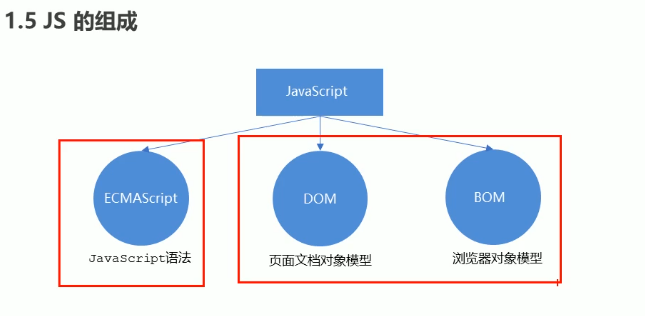 1.5 JS 的组成
JavaScript
ECMAScript
DOM
BOM
JavaScript语法
页面文档对象模型
浏览器对象模型